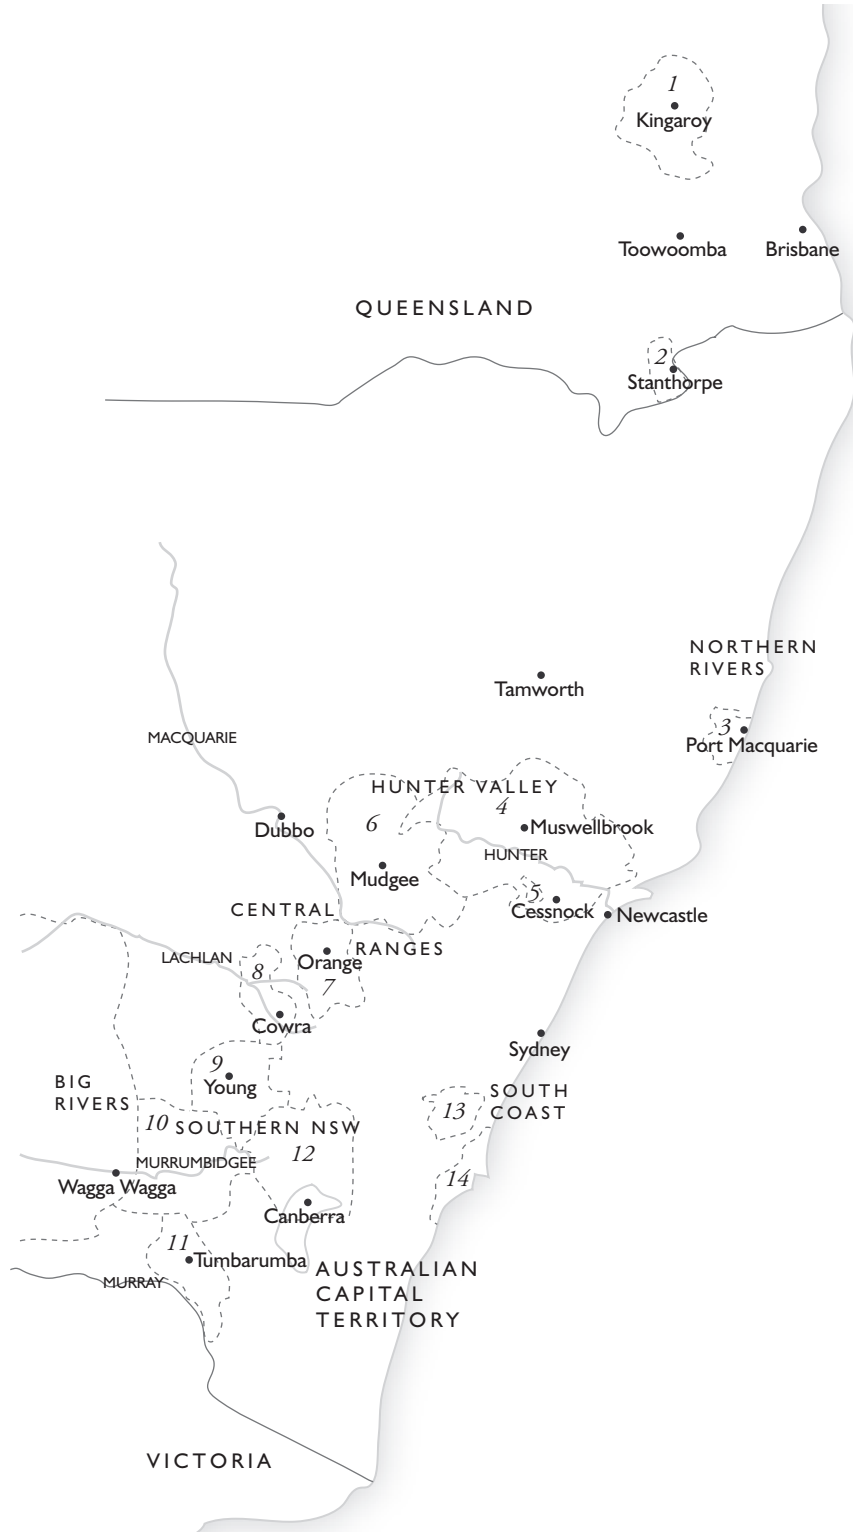 1
Kingaroy
Toowoomba
Brisbane
QUEENSLAND
2
Stanthorpe
NORTHERN
RIVERS
Tamworth
3
Port Macquarie
MACQUARIE
HUNTER VALLEY
4
6
Dubbo
Muswellbrook
HUNTER
Mudgee
5
Cessnock
Newcastle
CENTRAL
RANGES
LACHLAN
8
Orange
7
Cowra
Sydney
9
Young
BIG
RIVERS
SOUTH
COAST
13
10
SOUTHERN NSW
12
MURRUMBIDGEE
14
Wagga Wagga
Canberra
11
Tumbarumba
AUSTRALIAN
CAPITAL
TERRITORY
MURRAY
VICTORIA